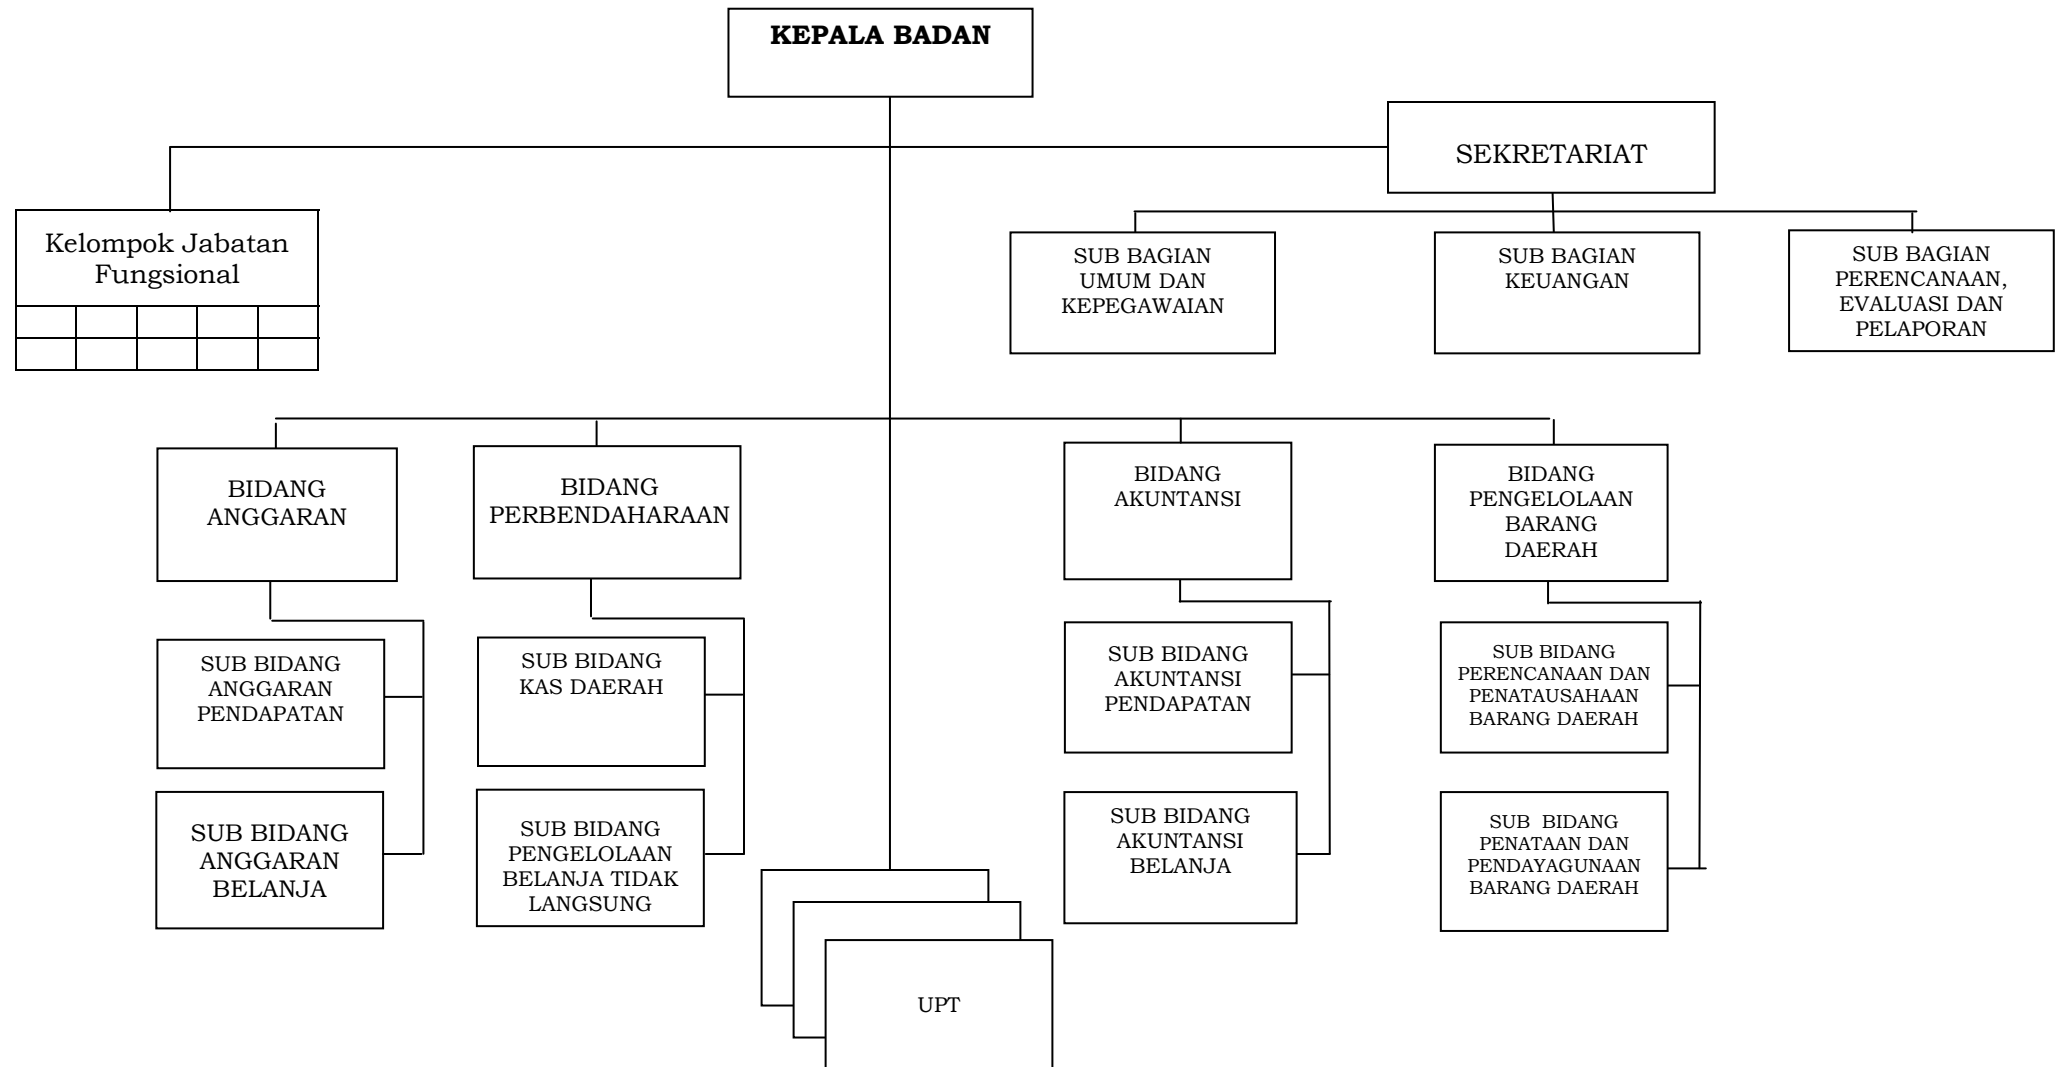 KEPALA BADAN
SEKRETARIAT
Kelompok Jabatan
Fungsional
SUB BAGIAN
UMUM DAN
KEPEGAWAIAN
SUB BAGIAN
KEUANGAN
SUB BAGIAN
PERENCANAAN,
EVALUASI DAN
PELAPORAN
BIDANG
ANGGARAN
BIDANG
PERBENDAHARAAN
BIDANG
AKUNTANSI
BIDANG
PENGELOLAAN
BARANG
DAERAH
SUB BIDANG
ANGGARAN
PENDAPATAN
SUB BIDANG
KAS DAERAH
SUB BIDANG
AKUNTANSI
PENDAPATAN
SUB BIDANG
PERENCANAAN DAN
PENATAUSAHAAN
BARANG DAERAH
SUB BIDANG
ANGGARAN
BELANJA
SUB BIDANG
PENGELOLAAN
BELANJA TIDAK
LANGSUNG
SUB BIDANG
AKUNTANSI
BELANJA
SUB BIDANG
PENATAAN DAN
PENDAYAGUNAAN
BARANG DAERAH
UPT